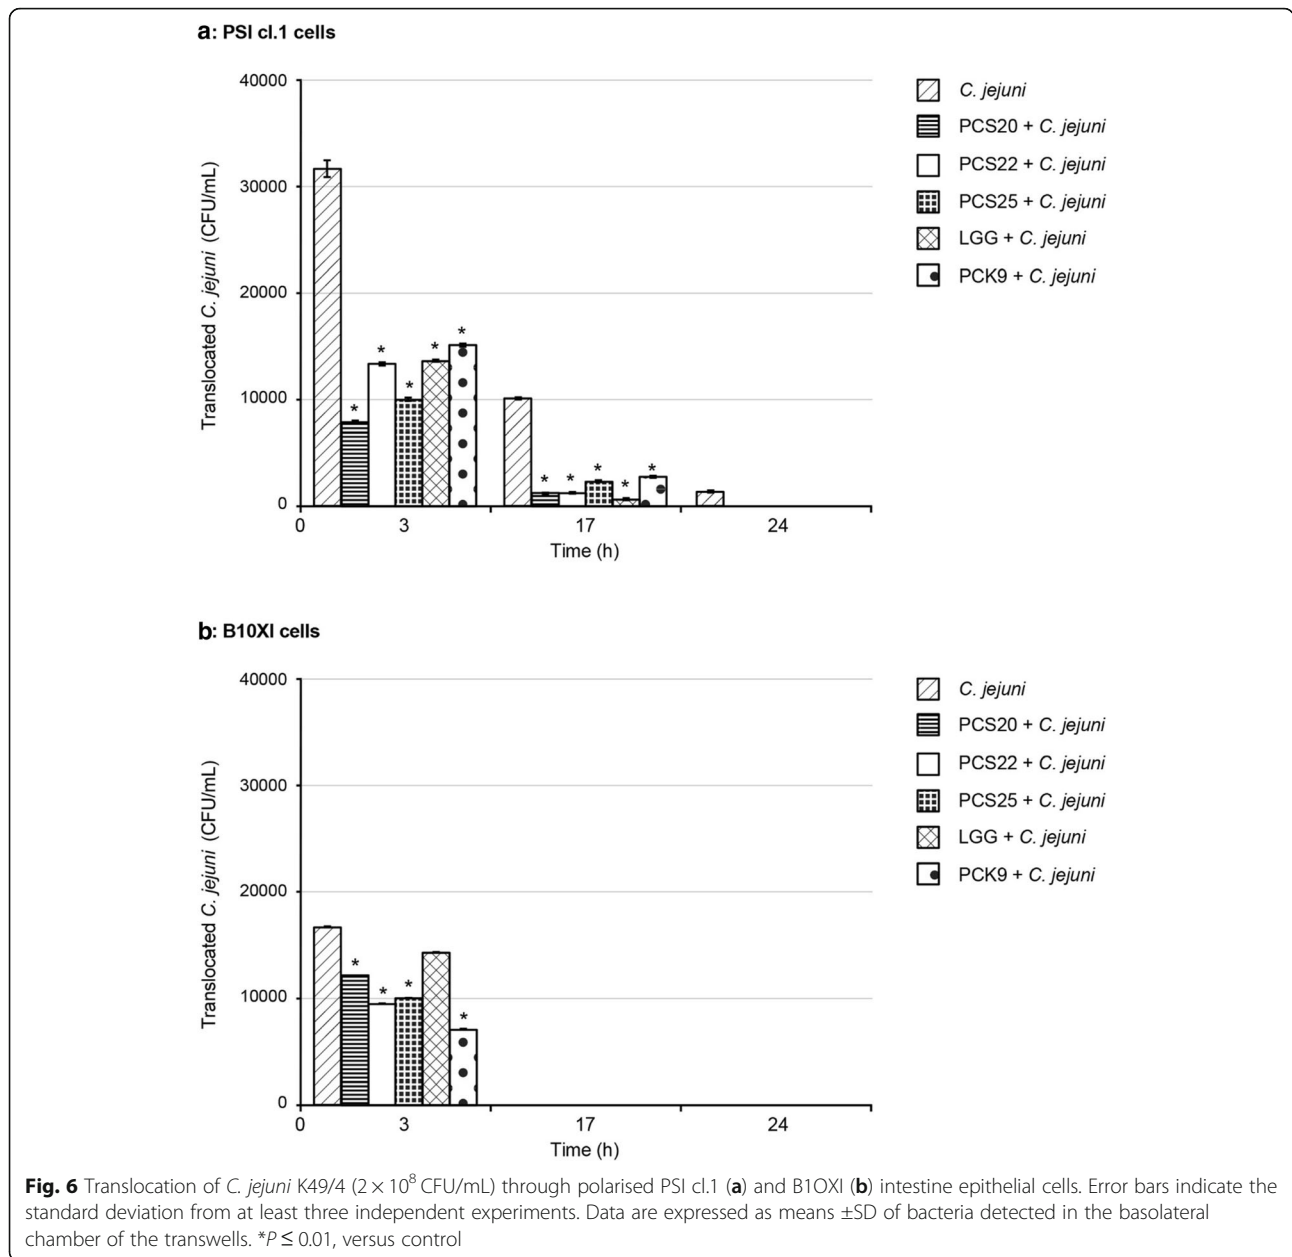 a: PSI cl.1 cells
40000
30000
20000
10000
0
Translocated C. jejuni (CFU/mL)
* * * * *
* * * * *
0 3 17 24
Time (h)
C. jejuni
PCS20 + C. jejuni
PCS22 + C. jejuni
PCS25 + C. jejuni
LGG + C. jejuni
PCK9 + C. jejuni
b: B10XI cells
40000
30000
20000
10000
0
Translocated C. jejuni (CFU/mL)
* * * *
0 3 17 24
Time (h)
C. jejuni
PCS20 + C. jejuni
PCS22 + C. jejuni
PCS25 + C. jejuni
LGG + C. jejuni
PCK9 + C. jejuni
Fig. 6 Translocation of C. jejuni K49/4 (2 × 10⁸ CFU/mL) through polarised PSI cl.1 (a) and B1OXI (b) intestine epithelial cells. Error bars indicate the
standard deviation from at least three independent experiments. Data are expressed as means ±SD of bacteria detected in the basolateral
chamber of the transwells. *P ≤ 0.01, versus control